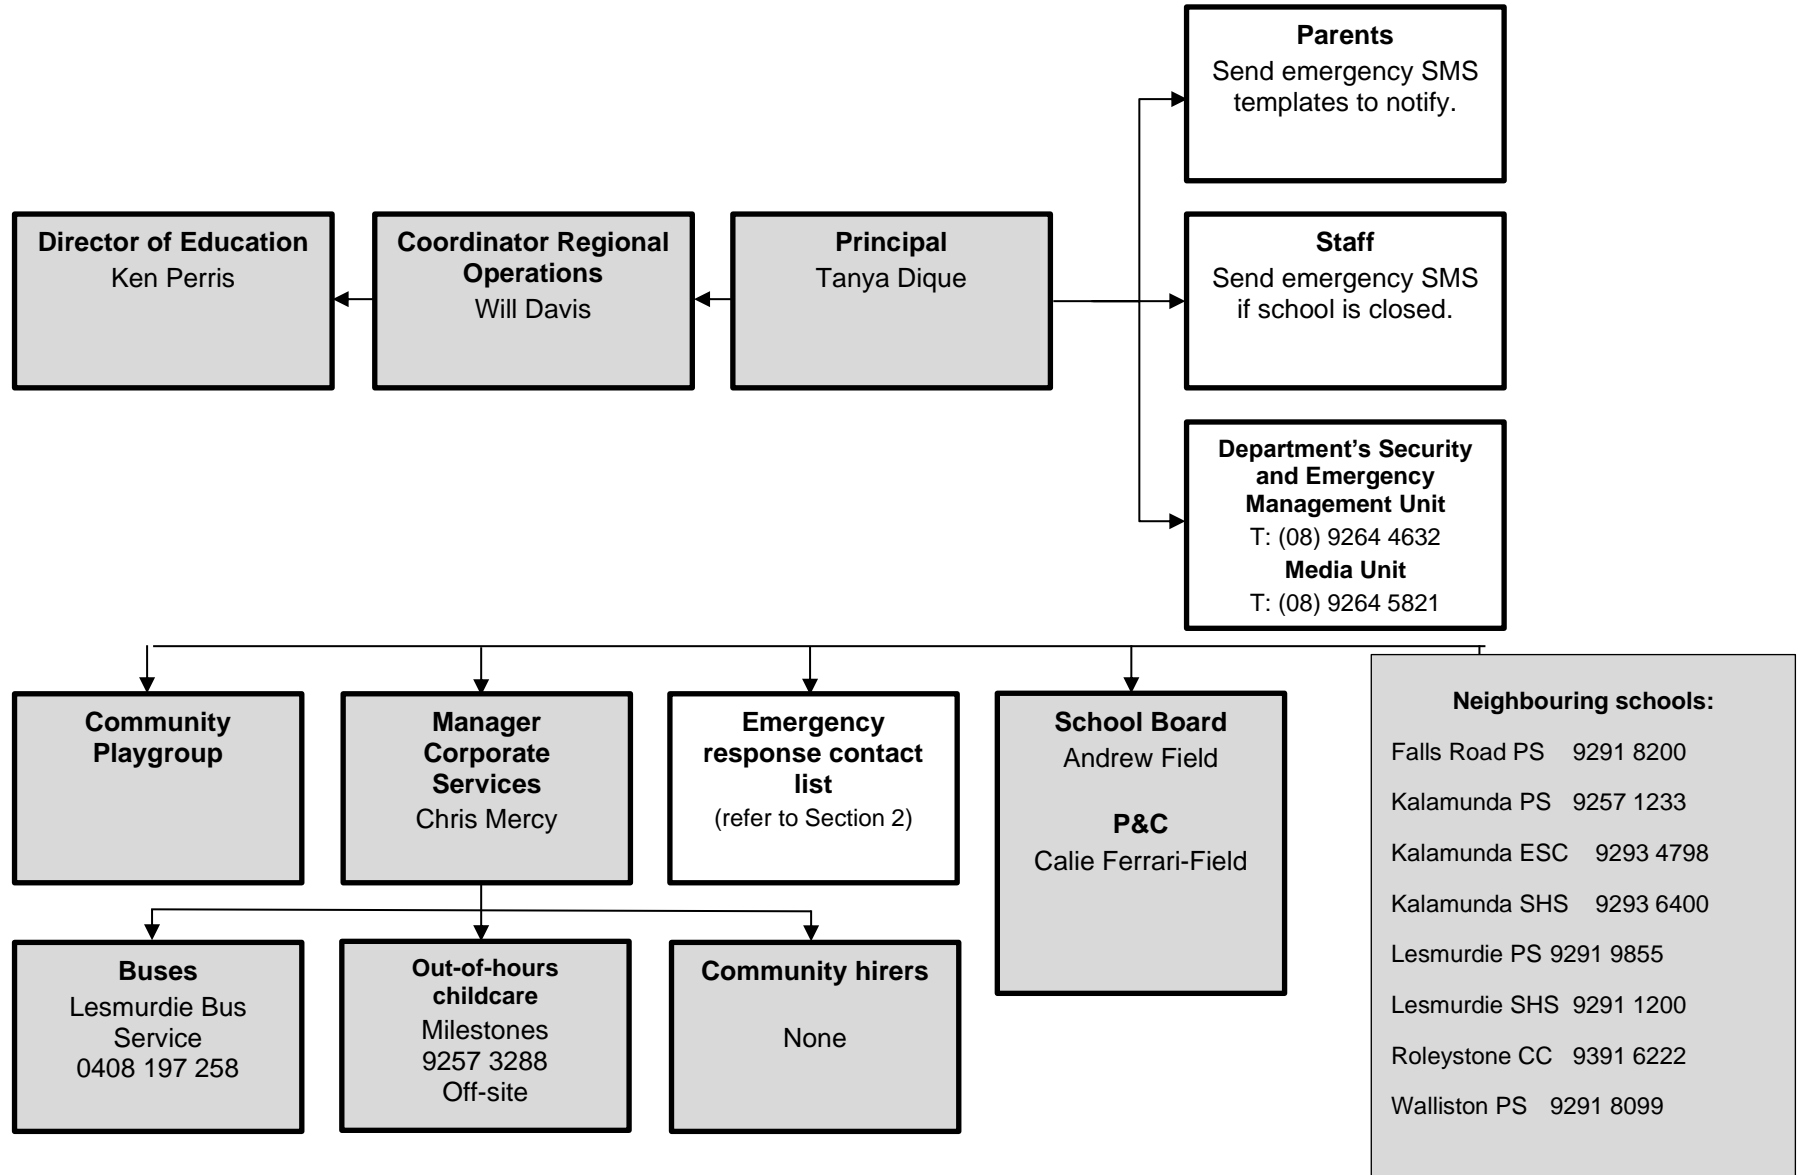 Parents
Send emergency SMS
templates to notify.
Director of Education
Ken Perris
Coordinator Regional
Operations
Will Davis
Principal
Tanya Dique
Staff
Send emergency SMS
if school is closed.
Department’s Security
and Emergency
Management Unit
T: (08) 9264 4632
Media Unit
T: (08) 9264 5821
Community
Playgroup
Manager
Corporate
Services
Chris Mercy
Emergency
response contact
list
(refer to Section 2)
School Board
Andrew Field
P&C
Calie Ferrari-Field
Neighbouring schools:
Falls Road PS 9291 8200
Kalamunda PS 9257 1233
Kalamunda ESC 9293 4798
Kalamunda SHS 9293 6400
Lesmurdie PS 9291 9855
Lesmurdie SHS 9291 1200
Roleystone CC 9391 6222
Walliston PS 9291 8099
Buses
Lesmurdie Bus
Service
0408 197 258
Out-of-hours
childcare
Milestones
9257 3288
Off-site
Community hirers
None